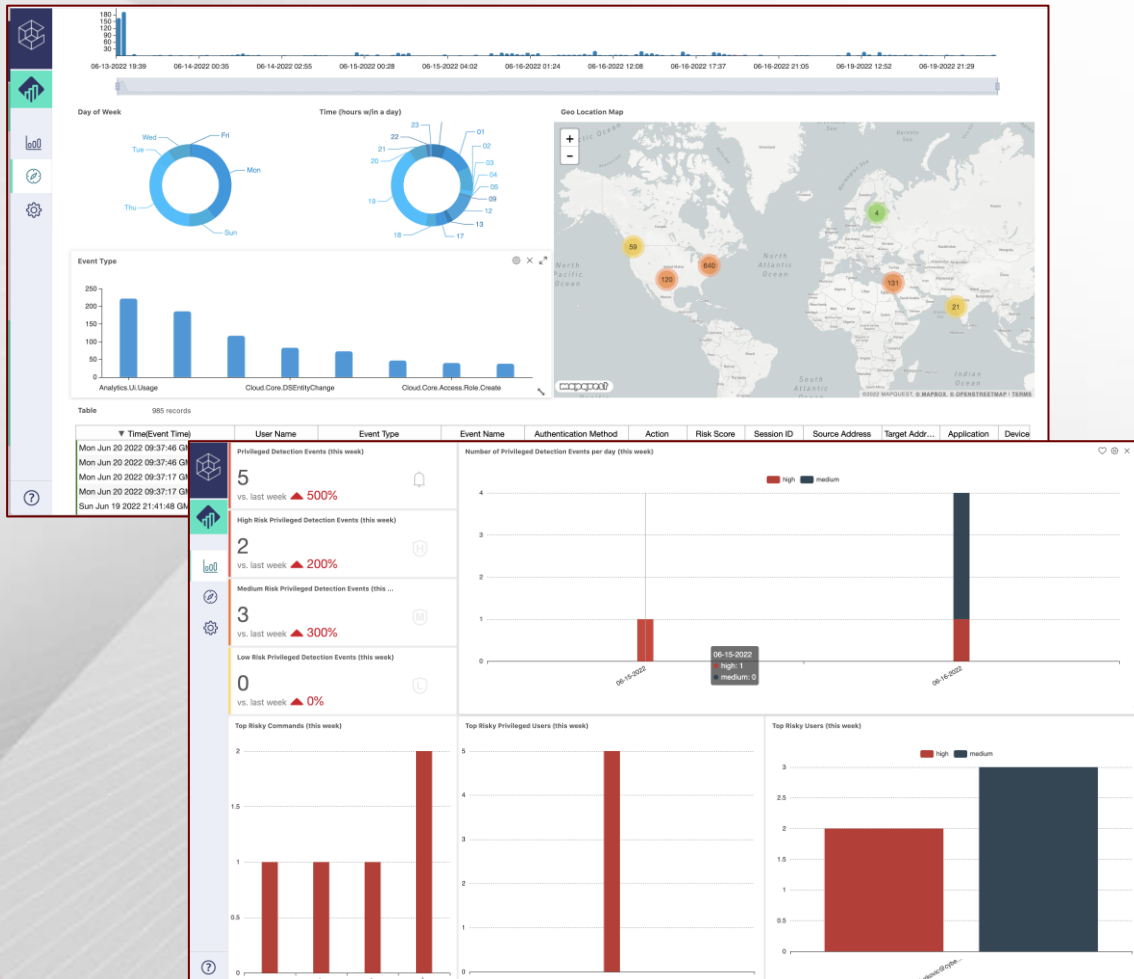 180
150
120
90
60
30
06-13-2022 19:39 06-14-2022 00:35 06-14-2022 02:55 06-15-2022 00:28 06-15-2022 04:02 06-16-2022 01:24 06-16-2022 12:08 06-16-2022 17:37 06-16-2022 21:05 06-19-2022 12:52 06-19-2022 21:29
Day of Week
Wed
Tue
Thu
Fri
Mon
Sun
Time (hours w/in a day)
23
22
21
20
19
18
01
02
03
04
05
09
12
13
17
Geo Location Map
+
−
59
120
640
4
131
21
North Pacific Ocean
North Atlantic Ocean
South Atlantic Ocean
Indian Ocean
mapquest
©2022 MAPQUEST, © MAPBOX, © OPENSTREETMAP | TERMS
Event Type
250
200
150
100
50
0
Analytics.Ui.Usage Cloud.Core.DSEntityChange Cloud.Core.Access.Role.Create
Table 985 records
▼ Time(Event Time) User Name Event Type Event Name Authentication Method Action Risk Score Session ID Source Address Target Addr... Application Device
Mon Jun 20 2022 09:37:46 GM
Mon Jun 20 2022 09:37:46 GM
Mon Jun 20 2022 09:37:17 GM
Mon Jun 20 2022 09:37:17 GM
Sun Jun 19 2022 21:41:48 GM
?
Privileged Detection Events (this week)
5
vs. last week ▲ 500%
High Risk Privileged Detection Events (this week)
2
H
vs. last week ▲ 200%
Medium Risk Privileged Detection Events (this ...
3
M
vs. last week ▲ 300%
Low Risk Privileged Detection Events (this week)
0
L
vs. last week ▲ 0%
Number of Privileged Detection Events per day (this week)
high medium
4
3
2
1
0
06-15-2022
high: 1
medium: 0
06-15-2022 06-16-2022
Top Risky Commands (this week)
2
1.5
1
0.5
0
Top Risky Privileged Users (this week)
5
4
3
2
1
0
Top Risky Users (this week)
high medium
3
2.5
2
1.5
1
0.5
0
?